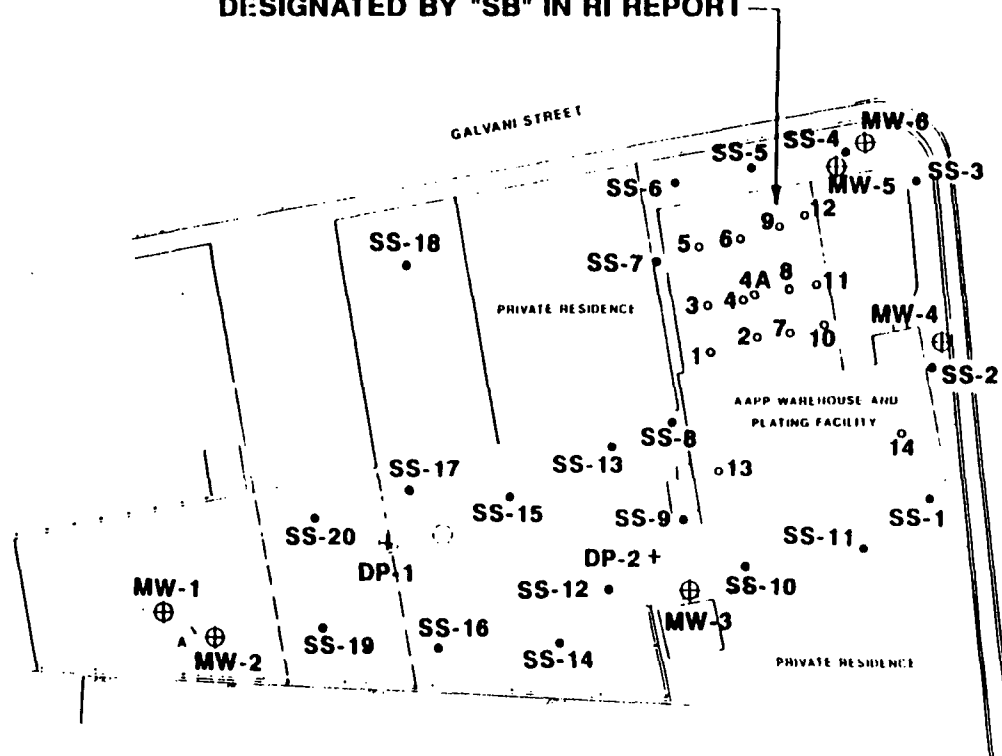 DESIGNATED BY "SB" IN RI REPORT
GALVANI STREET
MW-6
SS-4
SS-5
SS-3
MW-5
SS-6
12
9
SS-18
5
6
SS-7
4A
8
11
3
4
PRIVATE RESIDENCE
MW-4
2
7
10
1
SS-2
AAPP WAREHOUSE AND
PLATING FACILITY
SS-8
14
SS-13
SS-17
13
SS-15
SS-9
SS-1
SS-20
SS-11
DP-2
DP-1
MW-1
SS-12
SS-10
MW-3
SS-16
A
SS-19
MW-2
SS-14
PRIVATE RESIDENCE